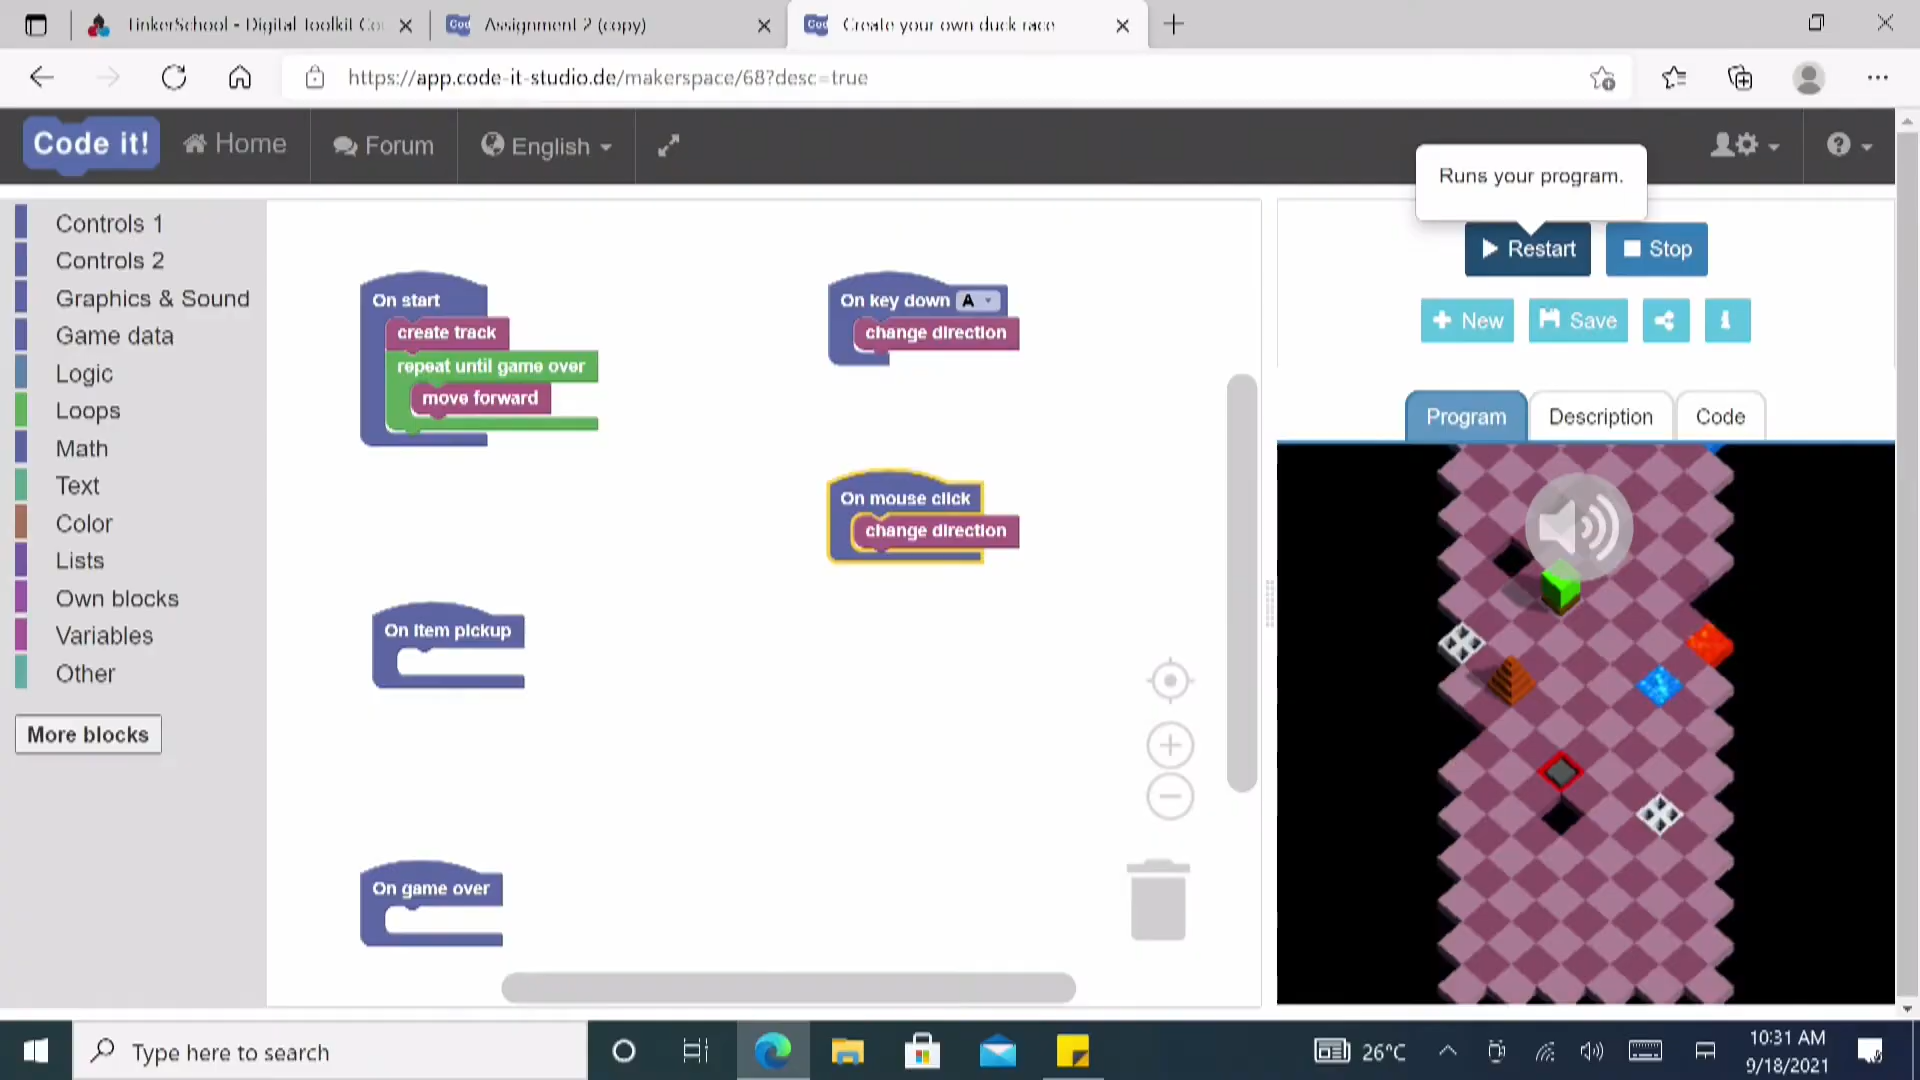 TinkerSchool - Digital Toolkit Co
Assignment 2 (copy)
Create your own duck race
https://app.code-it-studio.de/makerspace/68?desc=true
Code it!
Home
Forum
English
Runs your program.
Restart
Stop
New
Save
Program
Description
Code
Controls 1
Controls 2
Graphics & Sound
Game data
Logic
Loops
Math
Text
Color
Lists
Own blocks
Variables
Other
More blocks
On start
create track
repeat until game over
move forward
On key down A
change direction
On mouse click
change direction
On item pickup
On game over
Type here to search
26°C
10:31 AM
9/18/2021